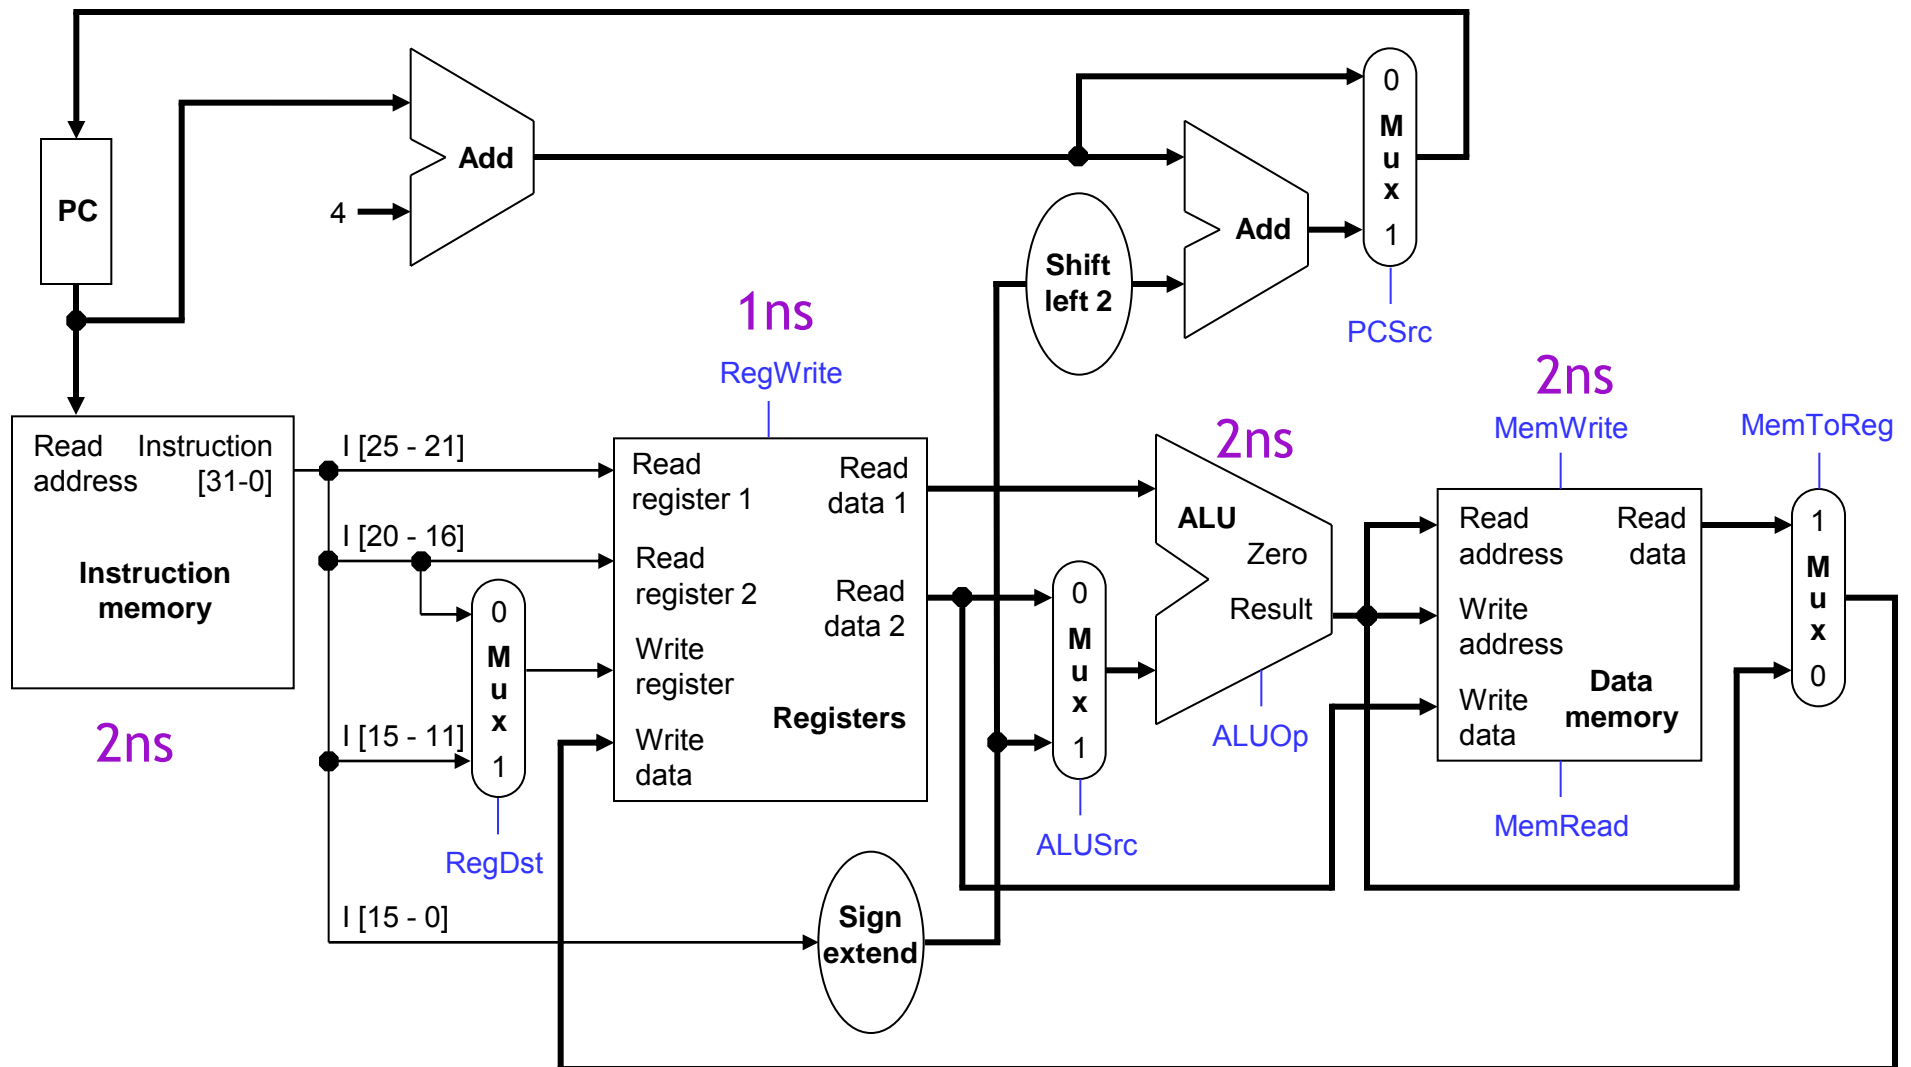 PC
Add
4
Add
Shift
left 2
0
M
u
x
1
PCSrc
1ns
RegWrite
2ns
MemWrite
MemToReg
Read address
Instruction [31-0]
Instruction
memory
2ns
I [25 - 21]
I [20 - 16]
I [15 - 11]
I [15 - 0]
0
M
u
x
1
RegDst
Read
register 1
Read
register 2
Write
register
Write
data
Read
data 1
Read
data 2
Registers
Sign
extend
0
M
u
x
1
ALUSrc
2ns
ALU
Zero
Result
ALUOp
Read
address
Write
address
Write
data
Read
data
Data
memory
MemRead
1
M
u
x
0